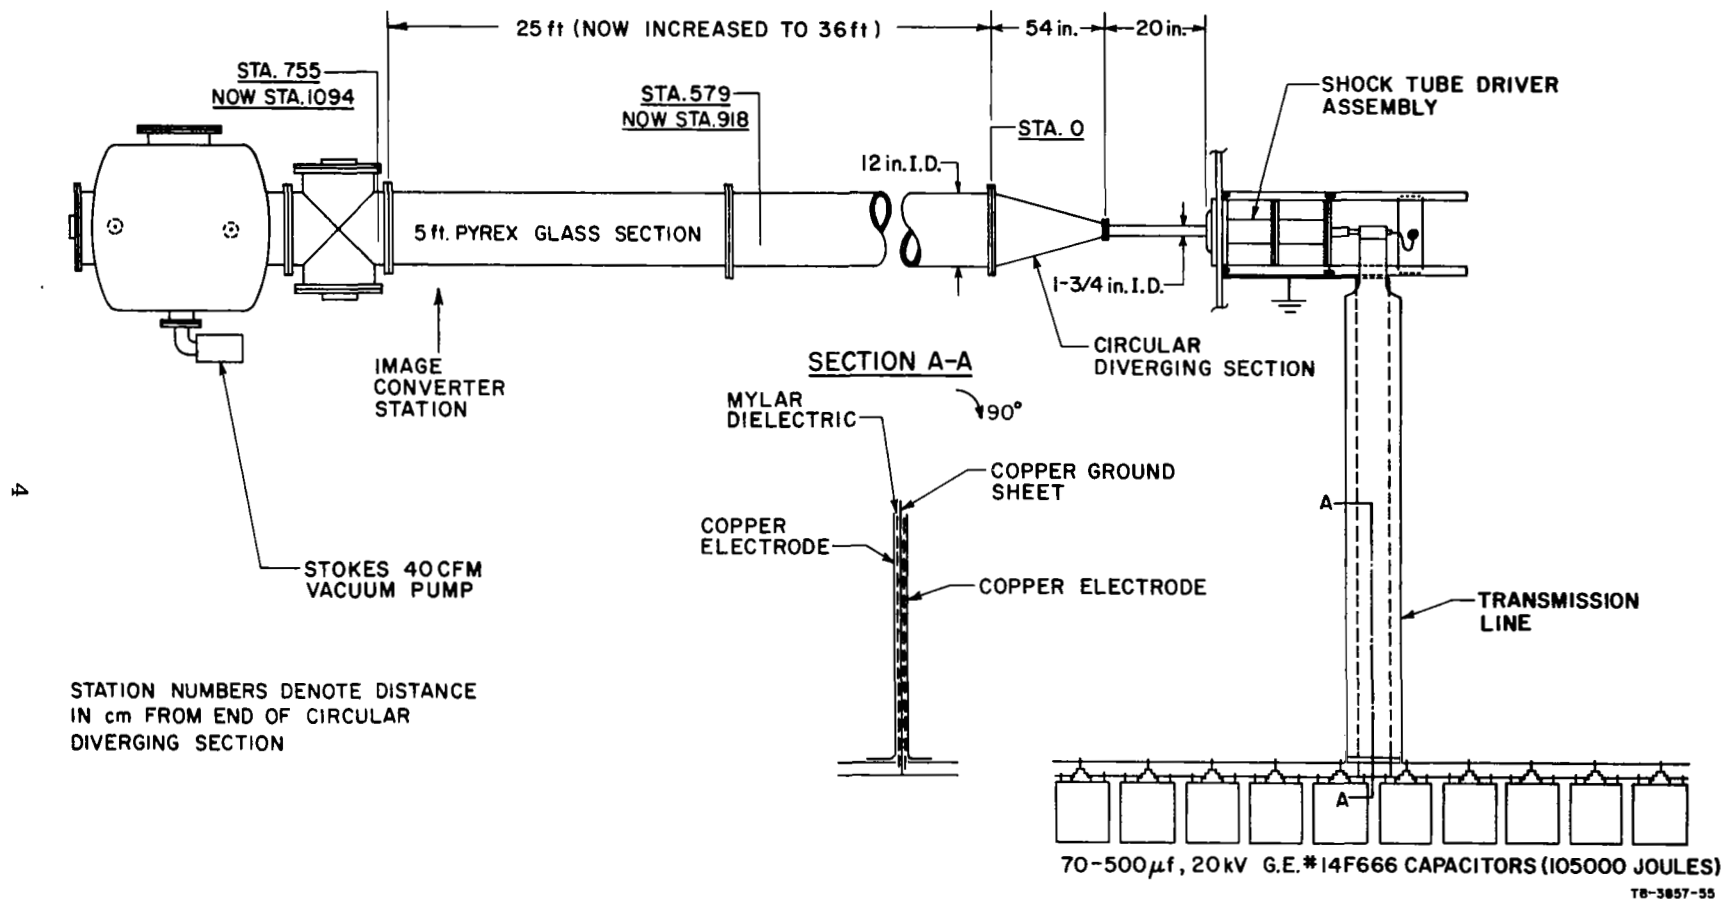 25 ft (NOW INCREASED TO 36 ft)
54 in.
20 in.
STA. 755
NOW STA. 1094
STA. 579
NOW STA. 918
STA. 0
SHOCK TUBE DRIVER
ASSEMBLY
12 in. I.D.
5 ft. PYREX GLASS SECTION
1-3/4 in. I.D.
IMAGE
CONVERTER
STATION
SECTION A-A
90°
CIRCULAR
DIVERGING SECTION
MYLAR
DIELECTRIC
COPPER GROUND
SHEET
4
A
COPPER
ELECTRODE
STOKES 40 CFM
VACUUM PUMP
COPPER ELECTRODE
TRANSMISSION
LINE
STATION NUMBERS DENOTE DISTANCE
IN cm FROM END OF CIRCULAR
DIVERGING SECTION
A
70-500 μf, 20 kV G.E. #14F666 CAPACITORS (105000 JOULES)
TB-3857-55